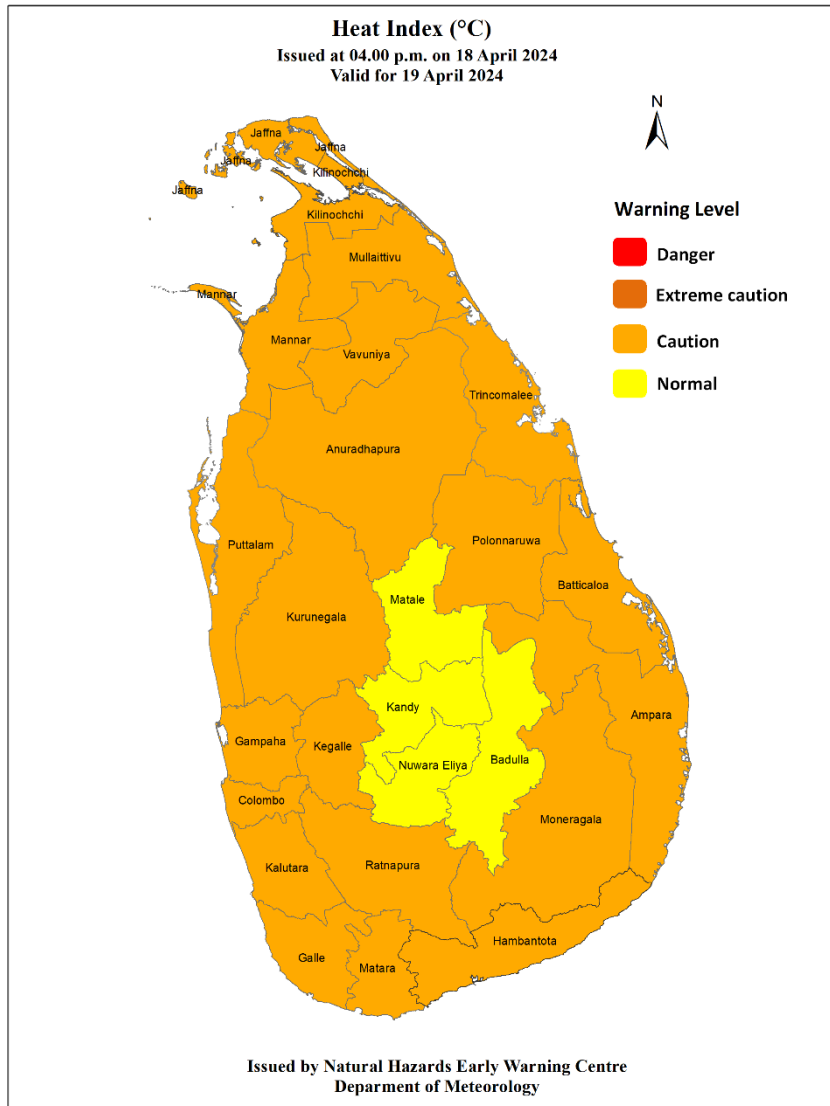 Heat Index (°C)
Issued at 04.00 p.m. on 18 April 2024
Valid for 19 April 2024
N
Jaffna
Jaffna
Jaffna
Kilinochchi
Jaffna
Kilinochchi
Warning Level
Mullaittivu
Danger
Mannar
Extreme caution
Mannar
Caution
Vavuniya
Normal
Trincomalee
Anuradhapura
Polonnaruwa
Puttalam
Batticaloa
Matale
Kurunegala
Kandy
Ampara
Gampaha
Kegalle
Badulla
Nuwara Eliya
Colombo
Moneragala
Ratnapura
Kalutara
Hambantota
Galle
Matara
Issued by Natural Hazards Early Warning Centre
Deparment of Meteorology